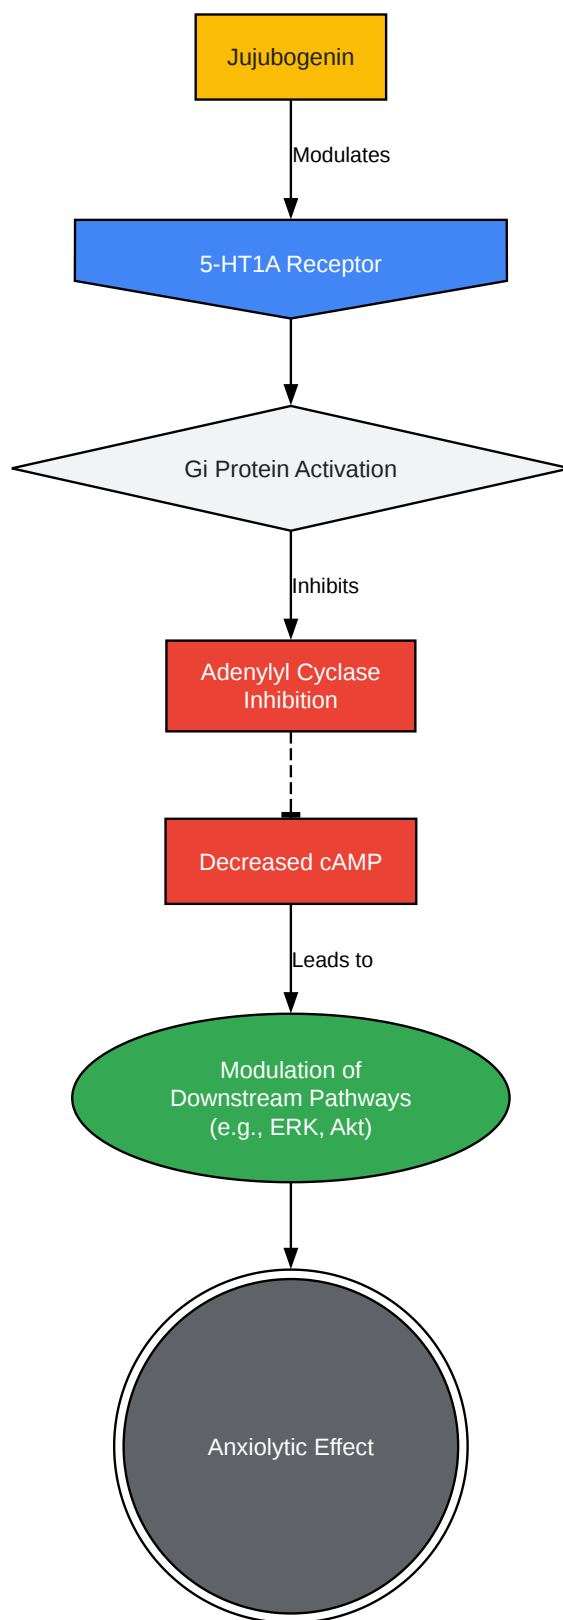 Jujubogenin
Modulates
5-HT1A Receptor
Gi Protein Activation
Inhibits
Adenylyl Cyclase
Inhibition
Decreased cAMP
Leads to
Modulation of
Downstream Pathways
(e.g., ERK, Akt)
Anxiolytic Effect